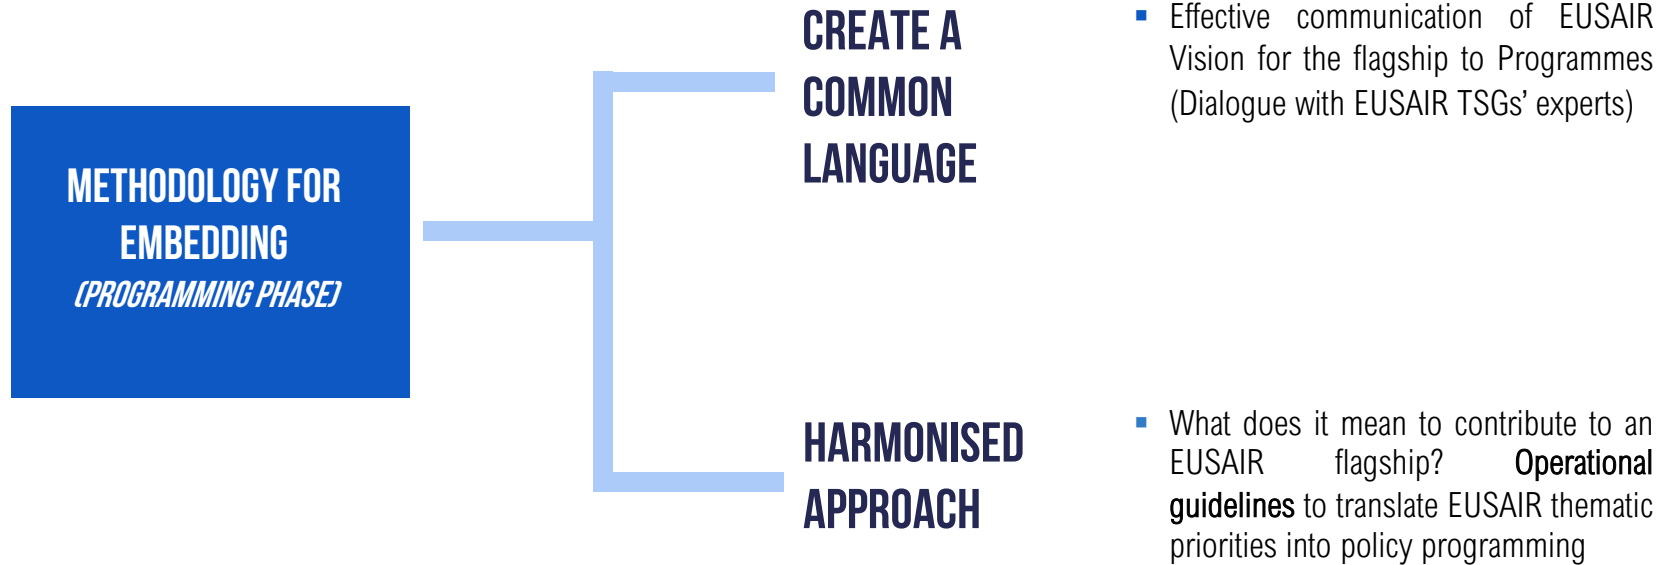 METHODOLOGY FOR
EMBEDDING
(PROGRAMMING PHASE)
CREATE A
COMMON
LANGUAGE
▪ Effective communication of EUSAIR
Vision for the flagship to Programmes
(Dialogue with EUSAIR TSGs’ experts)
HARMONISED
APPROACH
▪ What does it mean to contribute to an
EUSAIR flagship? Operational
guidelines to translate EUSAIR thematic
priorities into policy programming